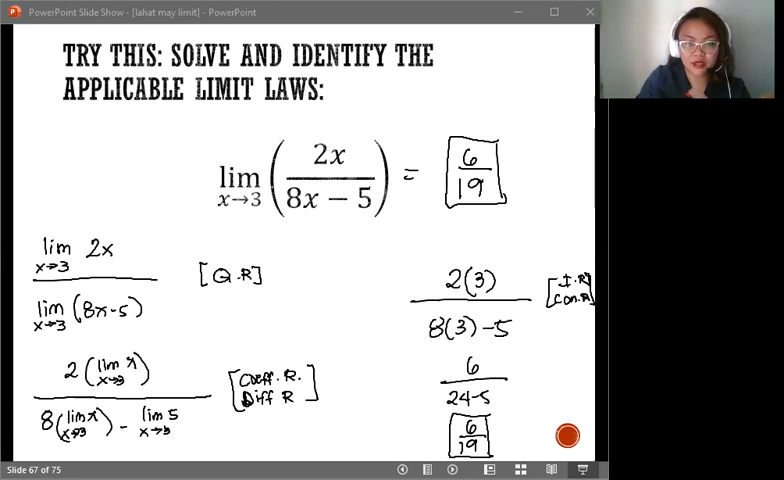 PowerPoint Slide Show - [lahat may limit] - PowerPoint
TRY THIS: SOLVE AND IDENTIFY THE
APPLICABLE LIMIT LAWS:
lim x→3 (2x / 8x − 5) = 6/19
lim x→3 2x
lim x→3 (8x-5)
[Q.R]
2 (lim x→3 x)
8 (lim x→3 x) - lim x→3 5
[Coeff. R.
Diff R]
2(3)
8(3) - 5
[I.R
Con.R]
6
24-5
6
19
Slide 67 of 75